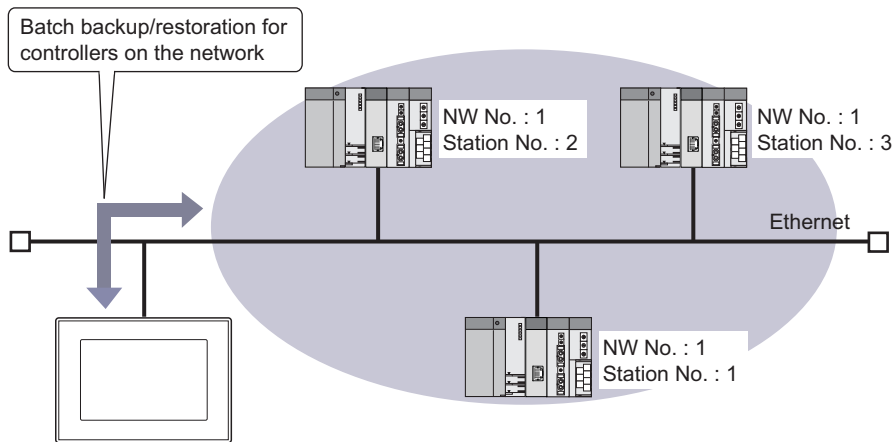 Batch backup/restoration for
controllers on the network
NW No. : 1
Station No. : 2
NW No. : 1
Station No. : 3
Ethernet
NW No. : 1
Station No. : 1